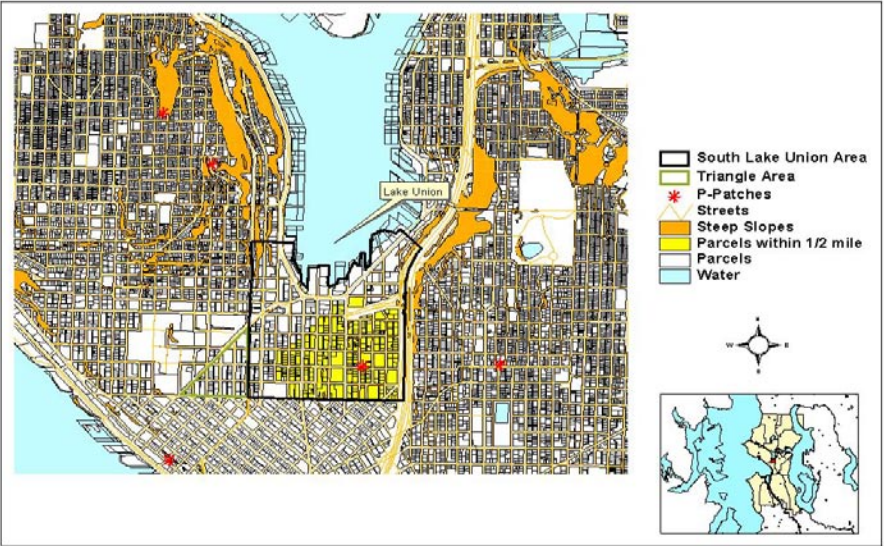 Lake Union
South Lake Union Area
Triangle Area
P-Patches
Streets
Steep Slopes
Parcels within 1/2 mile
Parcels
Water
N
W E
S